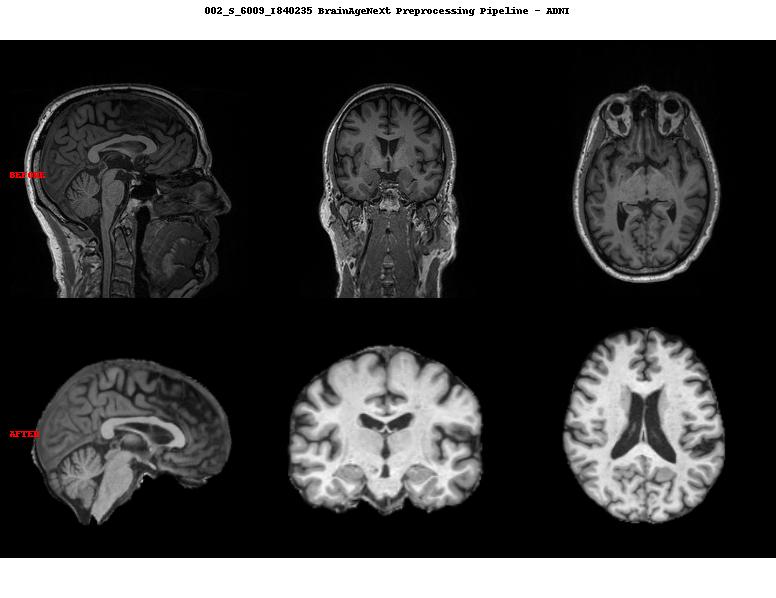 002_S_6009_I840235 BrainAgeNeXt Preprocessing Pipeline - ADNI
BEFORE
AFTER